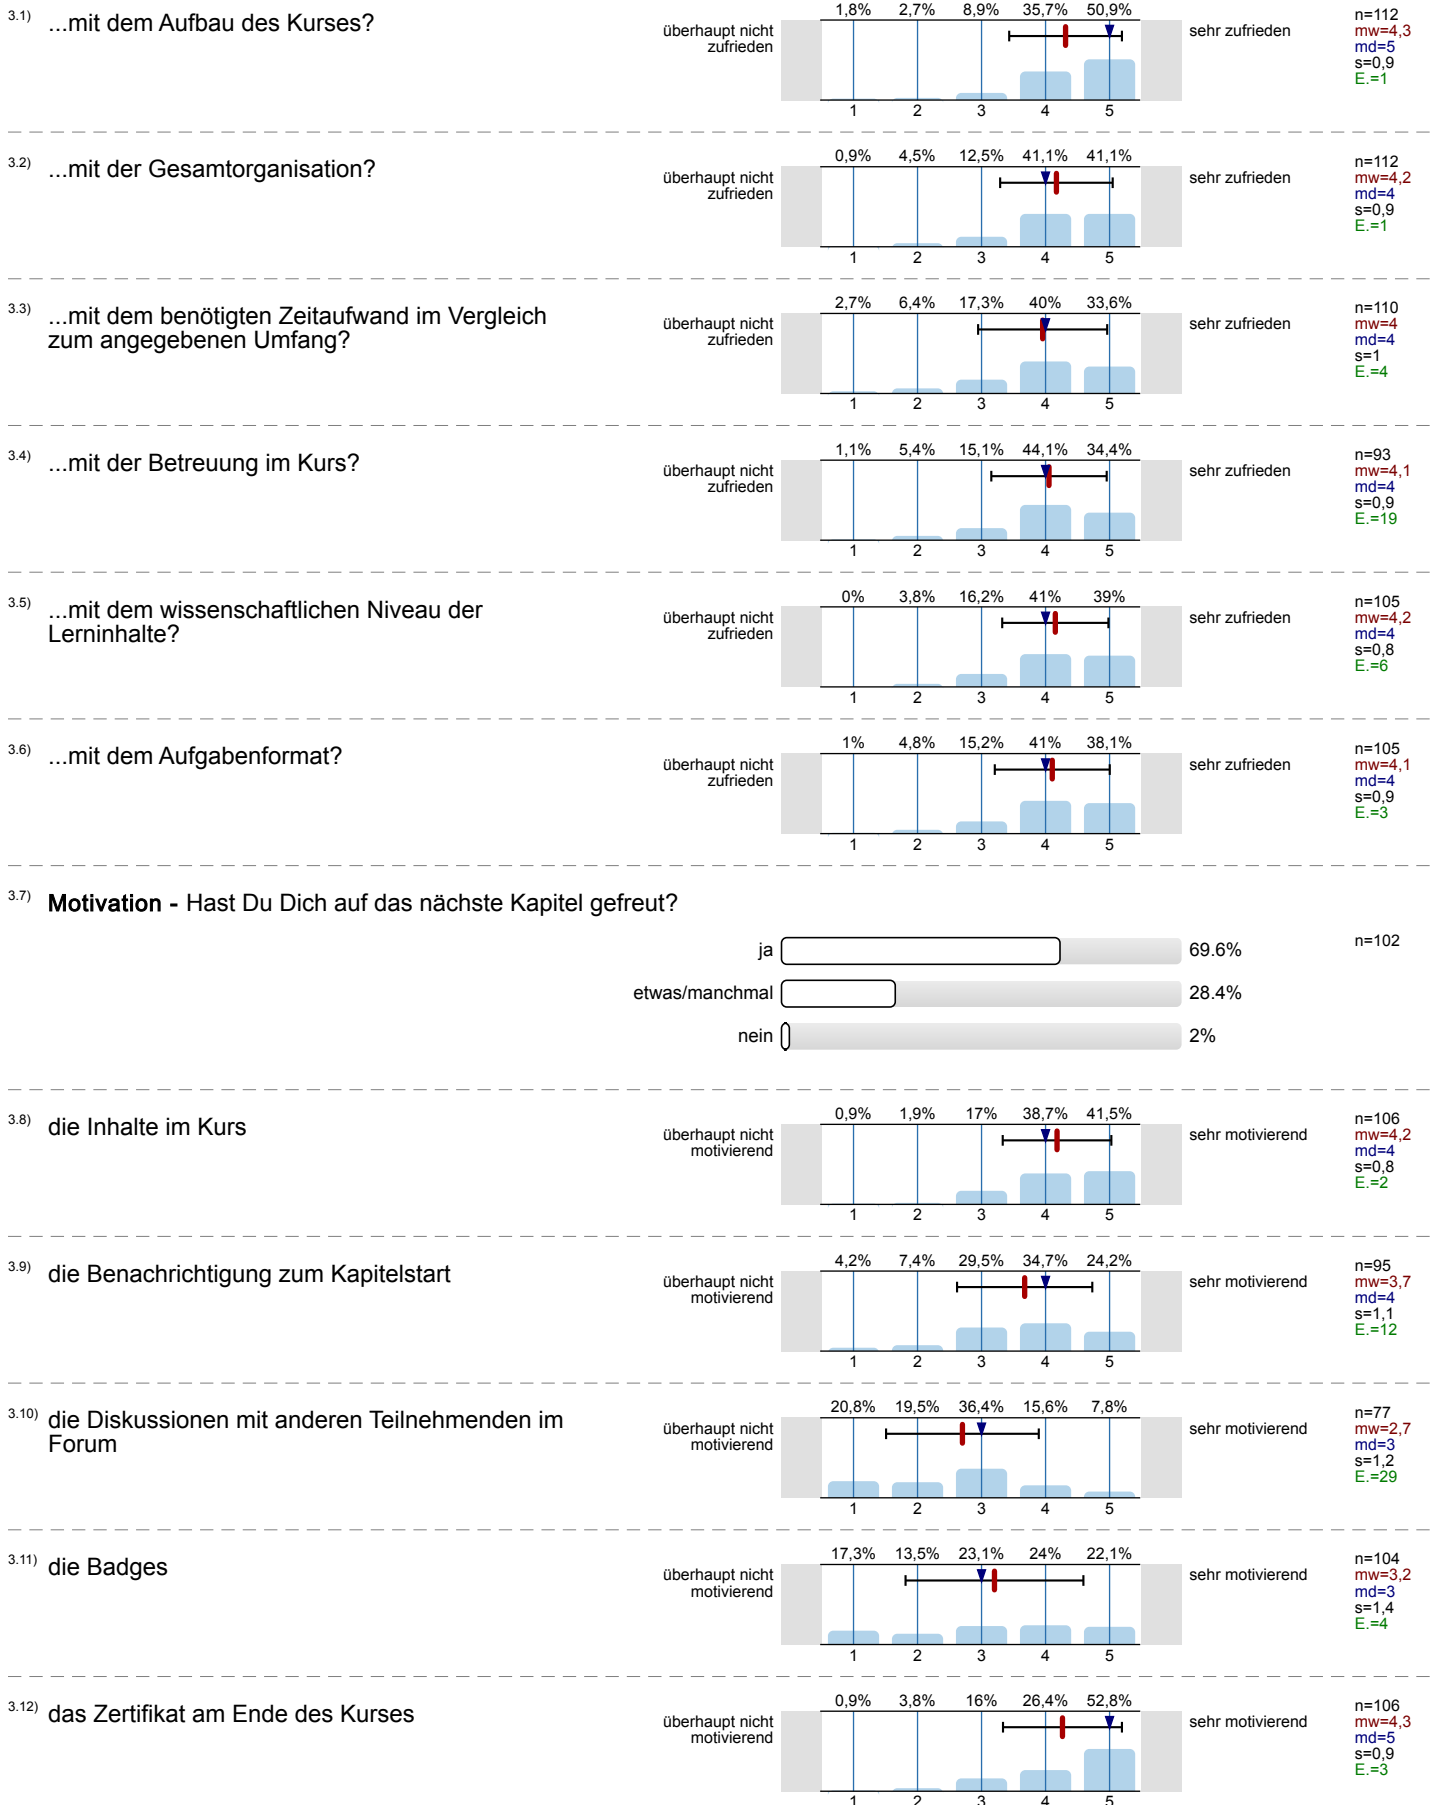 3.1) ...mit dem Aufbau des Kurses?
1,8% 2,7% 8,9% 35,7% 50,9%
überhaupt nicht
zufrieden
sehr zufrieden
n=112
mw=4,3
md=5
s=0,9
E.=1
1 2 3 4 5
3.2) ...mit der Gesamtorganisation?
0,9% 4,5% 12,5% 41,1% 41,1%
überhaupt nicht
zufrieden
sehr zufrieden
n=112
mw=4,2
md=4
s=0,9
E.=1
1 2 3 4 5
3.3) ...mit dem benötigten Zeitaufwand im Vergleich
zum angegebenen Umfang?
2,7% 6,4% 17,3% 40% 33,6%
überhaupt nicht
zufrieden
sehr zufrieden
n=110
mw=4
md=4
s=1
E.=4
1 2 3 4 5
3.4) ...mit der Betreuung im Kurs?
1,1% 5,4% 15,1% 44,1% 34,4%
überhaupt nicht
zufrieden
sehr zufrieden
n=93
mw=4,1
md=4
s=0,9
E.=19
1 2 3 4 5
3.5) ...mit dem wissenschaftlichen Niveau der
Lerninhalte?
0% 3,8% 16,2% 41% 39%
überhaupt nicht
zufrieden
sehr zufrieden
n=105
mw=4,2
md=4
s=0,8
E.=6
1 2 3 4 5
3.6) ...mit dem Aufgabenformat?
1% 4,8% 15,2% 41% 38,1%
überhaupt nicht
zufrieden
sehr zufrieden
n=105
mw=4,1
md=4
s=0,9
E.=3
1 2 3 4 5
3.7) Motivation - Hast Du Dich auf das nächste Kapitel gefreut?
ja 69.6%
n=102
etwas/manchmal 28.4%
nein 2%
3.8) die Inhalte im Kurs
0,9% 1,9% 17% 38,7% 41,5%
überhaupt nicht
motivierend
sehr motivierend
n=106
mw=4,2
md=4
s=0,8
E.=2
1 2 3 4 5
3.9) die Benachrichtigung zum Kapitelstart
4,2% 7,4% 29,5% 34,7% 24,2%
überhaupt nicht
motivierend
sehr motivierend
n=95
mw=3,7
md=4
s=1,1
E.=12
1 2 3 4 5
3.10) die Diskussionen mit anderen Teilnehmenden im
Forum
20,8% 19,5% 36,4% 15,6% 7,8%
überhaupt nicht
motivierend
sehr motivierend
n=77
mw=2,7
md=3
s=1,2
E.=29
1 2 3 4 5
3.11) die Badges
17,3% 13,5% 23,1% 24% 22,1%
überhaupt nicht
motivierend
sehr motivierend
n=104
mw=3,2
md=3
s=1,4
E.=4
1 2 3 4 5
3.12) das Zertifikat am Ende des Kurses
0,9% 3,8% 16% 26,4% 52,8%
überhaupt nicht
motivierend
sehr motivierend
n=106
mw=4,3
md=5
s=0,9
E.=3
1 2 3 4 5